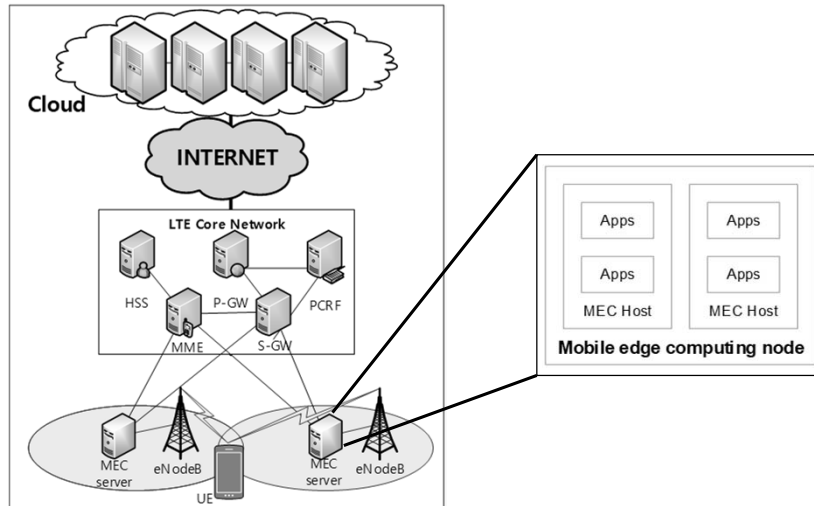 Cloud
INTERNET
LTE Core Network
HSS
P-GW
PCRF
MME
S-GW
MEC
server
eNodeB
UE
MEC
server
eNodeB
Apps
Apps
MEC Host
Apps
Apps
MEC Host
Mobile edge computing node